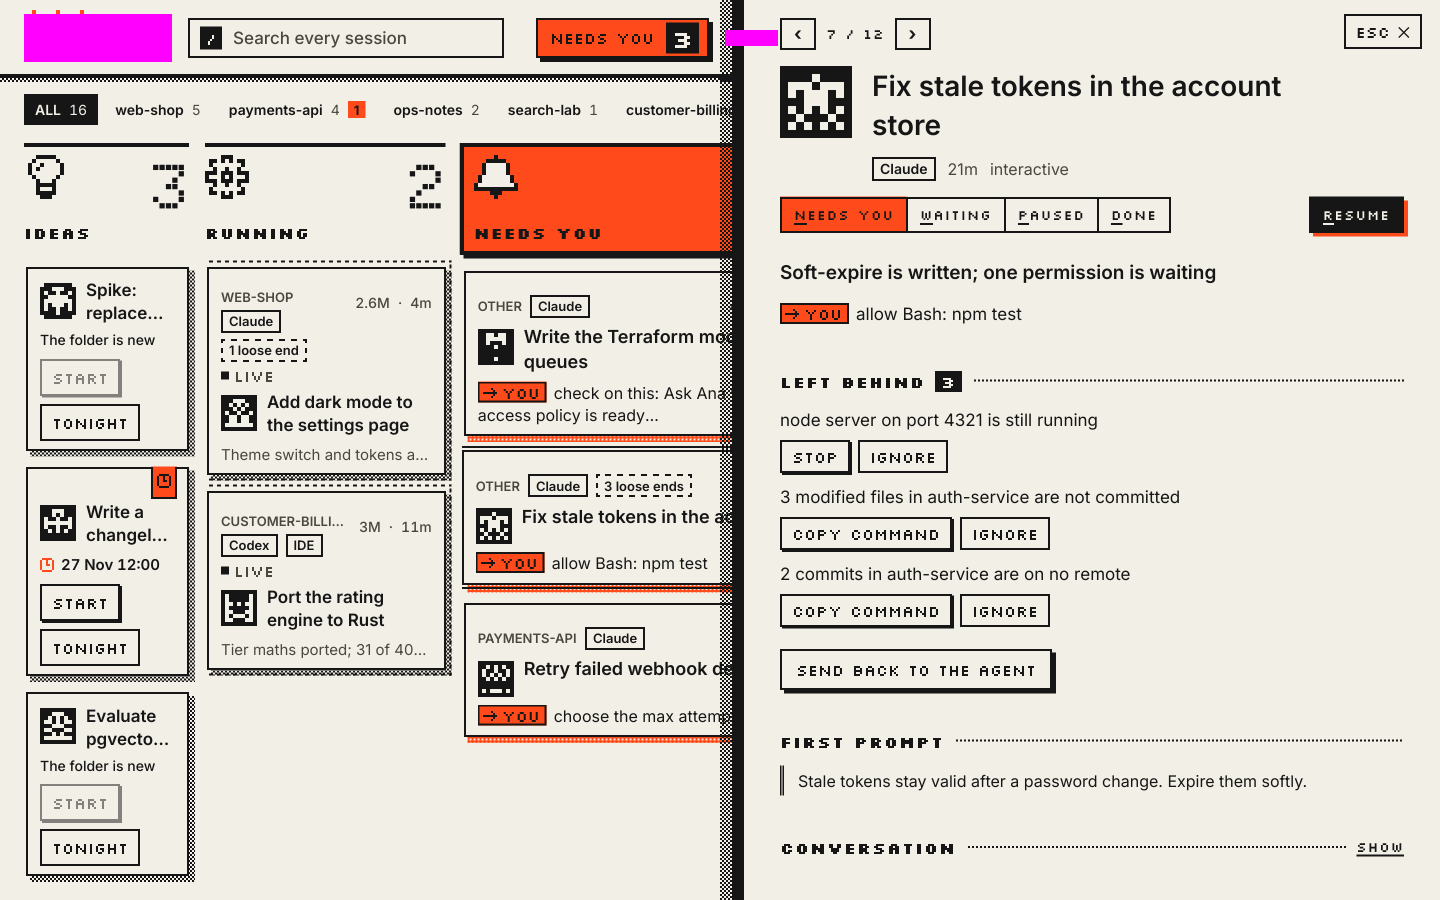 / Search every session
NEEDS YOU 3
ALL 16
web-shop 5
payments-api 4 1
ops-notes 2
search-lab 1
customer-billin
3
IDEAS
Spike:
replace...
The folder is new
START
TONIGHT
Write a
changel...
27 Nov 12:00
START
TONIGHT
Evaluate
pgvecto...
The folder is new
START
TONIGHT
2
RUNNING
WEB-SHOP
2.6M · 4m
Claude
1 loose end
LIVE
Add dark mode to
the settings page
Theme switch and tokens a...
CUSTOMER-BILLI...
3M · 11m
Codex IDE
LIVE
Port the rating
engine to Rust
Tier maths ported; 31 of 40...
NEEDS YOU
OTHER Claude
Write the Terraform mo
queues
→ YOU check on this: Ask Ana
access policy is ready...
OTHER Claude 3 loose ends
Fix stale tokens in the ac
→ YOU allow Bash: npm test
PAYMENTS-API Claude
Retry failed webhook de
→ YOU choose the max attemp
‹ 7 / 12 ›
ESC ×
Fix stale tokens in the account
store
Claude 21m interactive
NEEDS YOU WAITING PAUSED DONE
RESUME
Soft-expire is written; one permission is waiting
→ YOU allow Bash: npm test
LEFT BEHIND 3
node server on port 4321 is still running
STOP IGNORE
3 modified files in auth-service are not committed
COPY COMMAND IGNORE
2 commits in auth-service are on no remote
COPY COMMAND IGNORE
SEND BACK TO THE AGENT
FIRST PROMPT
Stale tokens stay valid after a password change. Expire them softly.
CONVERSATION
SHOW